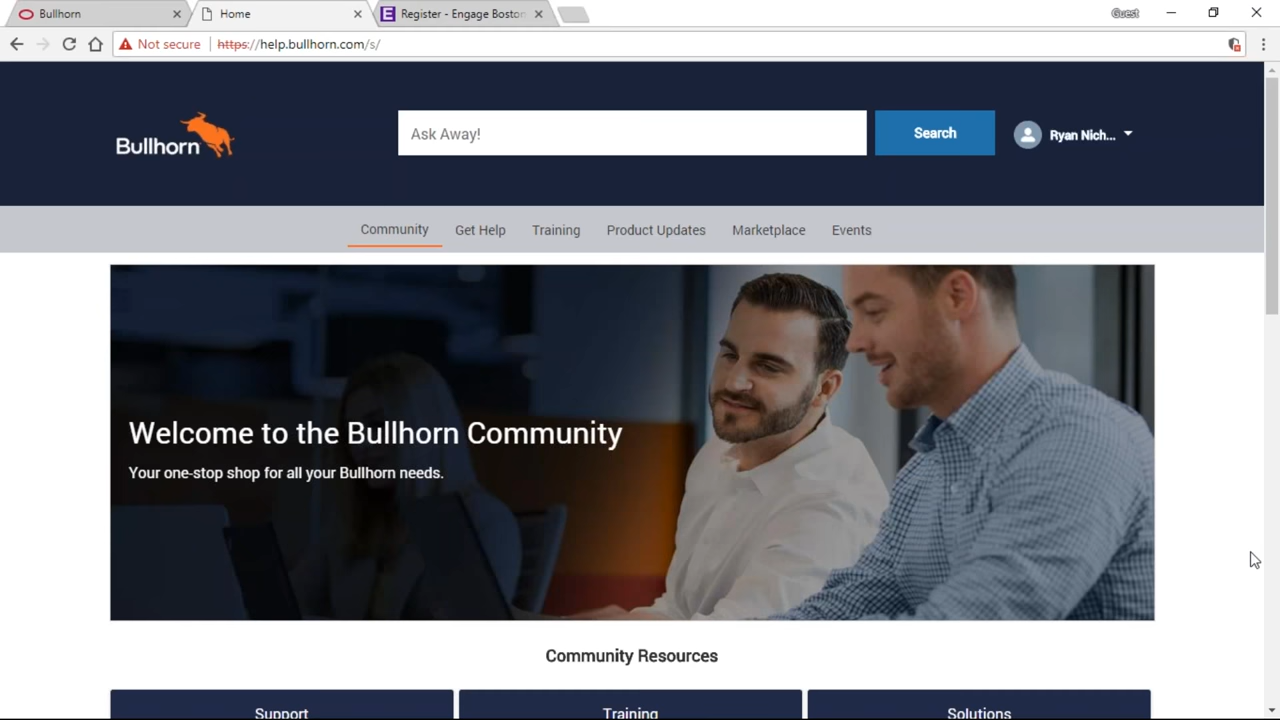 Bullhorn
Home
Register - Engage Boston
Guest
Not secure
https://help.bullhorn.com/s/
Bullhorn
Ask Away!
Search
Ryan Nich...
Community
Get Help
Training
Product Updates
Marketplace
Events
Welcome to the Bullhorn Community
Your one-stop shop for all your Bullhorn needs.
Community Resources
Support
Training
Solutions